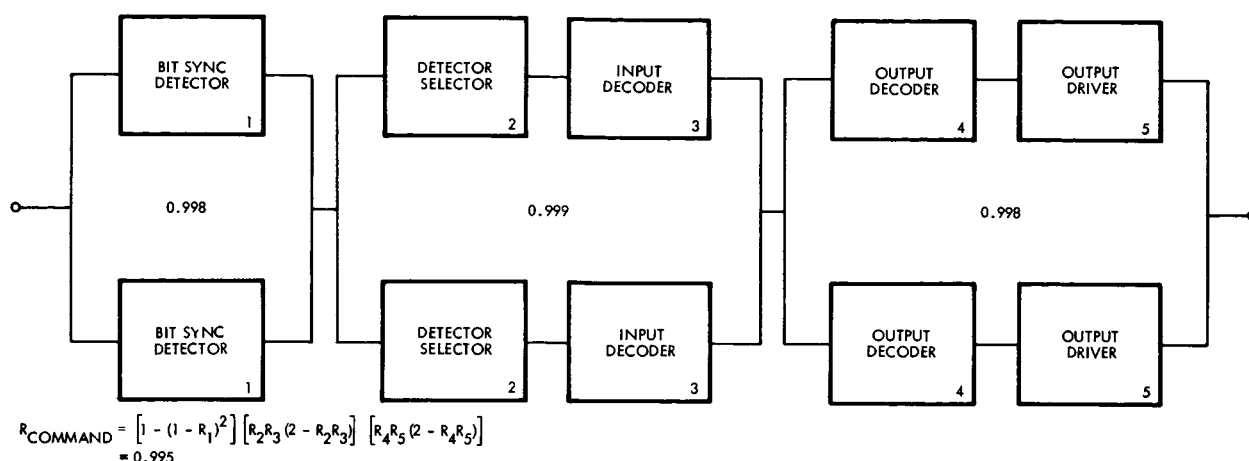 BIT SYNC
DETECTOR
1
DETECTOR
SELECTOR
2
INPUT
DECODER
3
OUTPUT
DECODER
4
OUTPUT
DRIVER
5
0.998
0.999
0.998
BIT SYNC
DETECTOR
1
DETECTOR
SELECTOR
2
INPUT
DECODER
3
OUTPUT
DECODER
4
OUTPUT
DRIVER
5
R_COMMAND = [1 - (1 - R_1)^2] [R_2R_3 (2 - R_2R_3)] [R_4R_5 (2 - R_4R_5)]
= 0.995